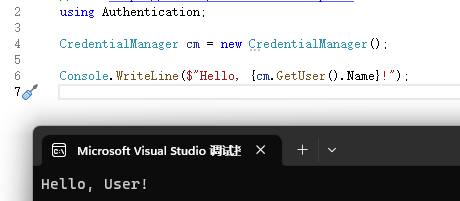 2
using Authentication;
4
CredentialManager cm = new CredentialManager();
6
Console.WriteLine($"Hello, {cm.GetUser().Name}!");
7
Microsoft Visual Studio 调试
Hello, User!